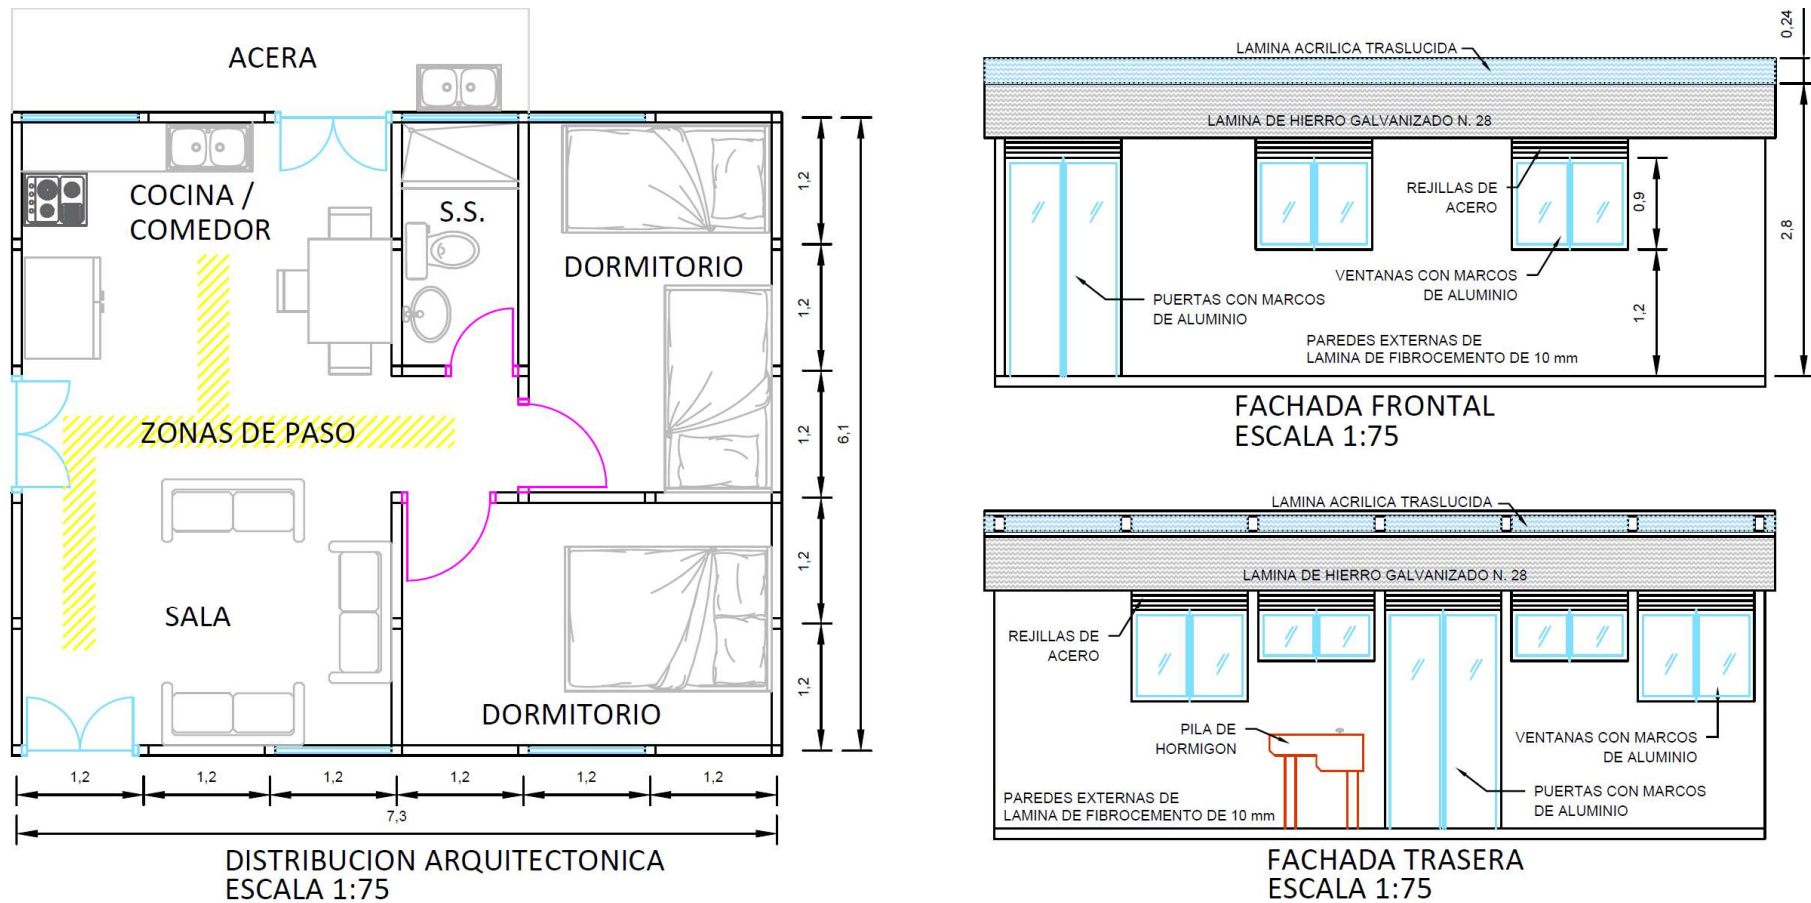 ACERA
COCINA /
COMEDOR
S.S.
DORMITORIO
ZONAS DE PASO
SALA
DORMITORIO
1,2
1,2
1,2
1,2
1,2
6,1
1,2
1,2
1,2
1,2
1,2
1,2
7,3
DISTRIBUCION ARQUITECTONICA
ESCALA 1:75
LAMINA ACRILICA TRASLUCIDA
0,24
LAMINA DE HIERRO GALVANIZADO N. 28
REJILLAS DE
ACERO
0,9
2,8
VENTANAS CON MARCOS
DE ALUMINIO
PUERTAS CON MARCOS
DE ALUMINIO
1,2
PAREDES EXTERNAS DE
LAMINA DE FIBROCEMENTO DE 10 mm
FACHADA FRONTAL
ESCALA 1:75
LAMINA ACRILICA TRASLUCIDA
LAMINA DE HIERRO GALVANIZADO N. 28
REJILLAS DE
ACERO
PILA DE
HORMIGON
VENTANAS CON MARCOS
DE ALUMINIO
PUERTAS CON MARCOS
DE ALUMINIO
PAREDES EXTERNAS DE
LAMINA DE FIBROCEMENTO DE 10 mm
FACHADA TRASERA
ESCALA 1:75